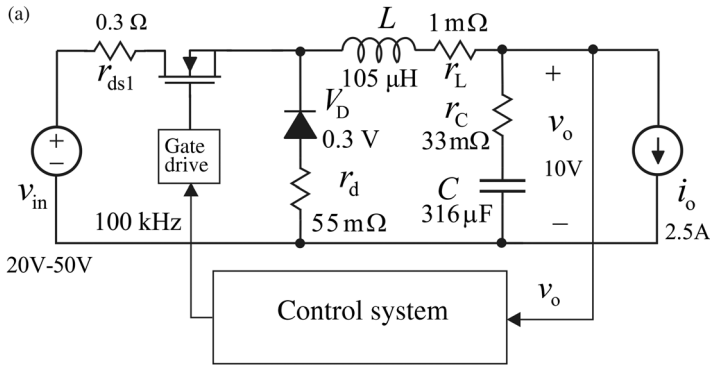 (a)
0.3 Ω
r_ds1
L
105 μH
1 mΩ
r_L
V_D
0.3 V
r_d
55 mΩ
r_C
33 mΩ
C
316 μF
+
v_o
10V
−
i_o
2.5A
+
−
v_in
20V-50V
Gate
drive
100 kHz
Control system
v_o